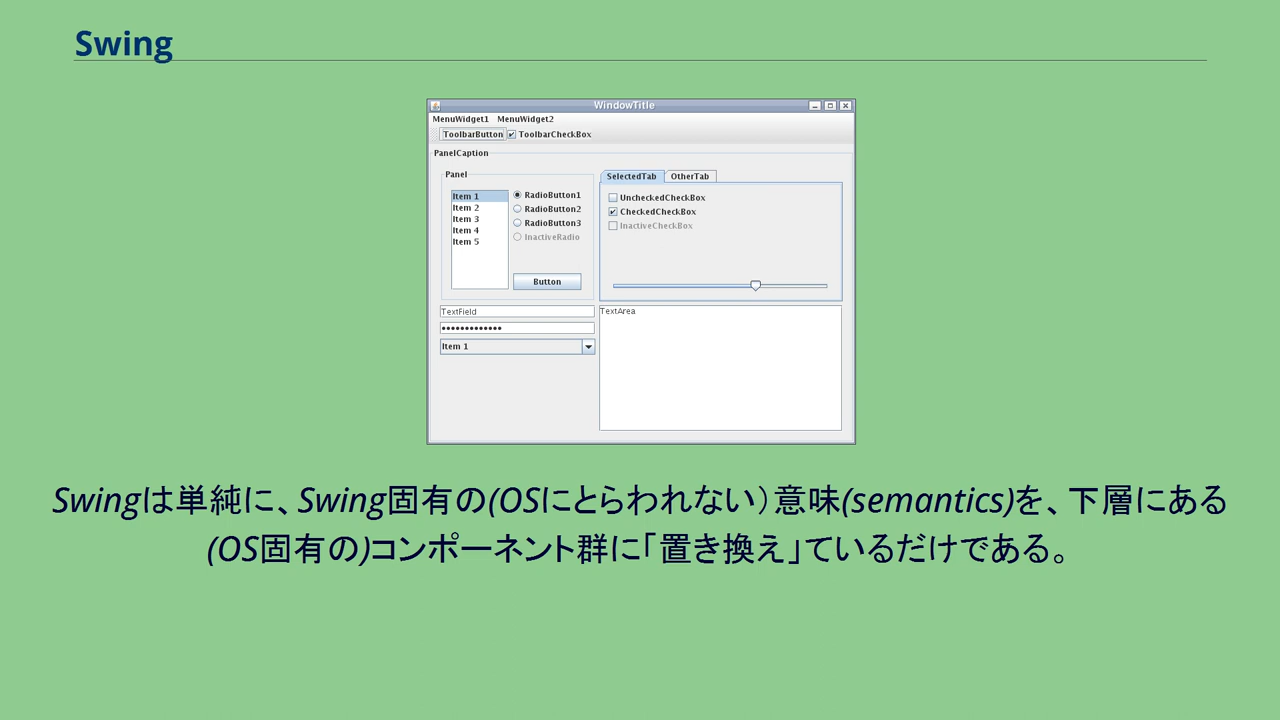 Swing
WindowTitle
MenuWidget1 MenuWidget2
ToolbarButton ToolbarCheckBox
PanelCaption
Panel
Item 1
Item 2
Item 3
Item 4
Item 5
RadioButton1
RadioButton2
RadioButton3
InactiveRadio
Button
SelectedTab OtherTab
UncheckedCheckBox
CheckedCheckBox
InactiveCheckBox
TextField
•••••••••••••
Item 1
TextArea
Swingは単純に、Swing固有の(OSにとらわれない）意味(semantics)を、下層にある
(OS固有の)コンポーネント群に「置き換え」ているだけである。